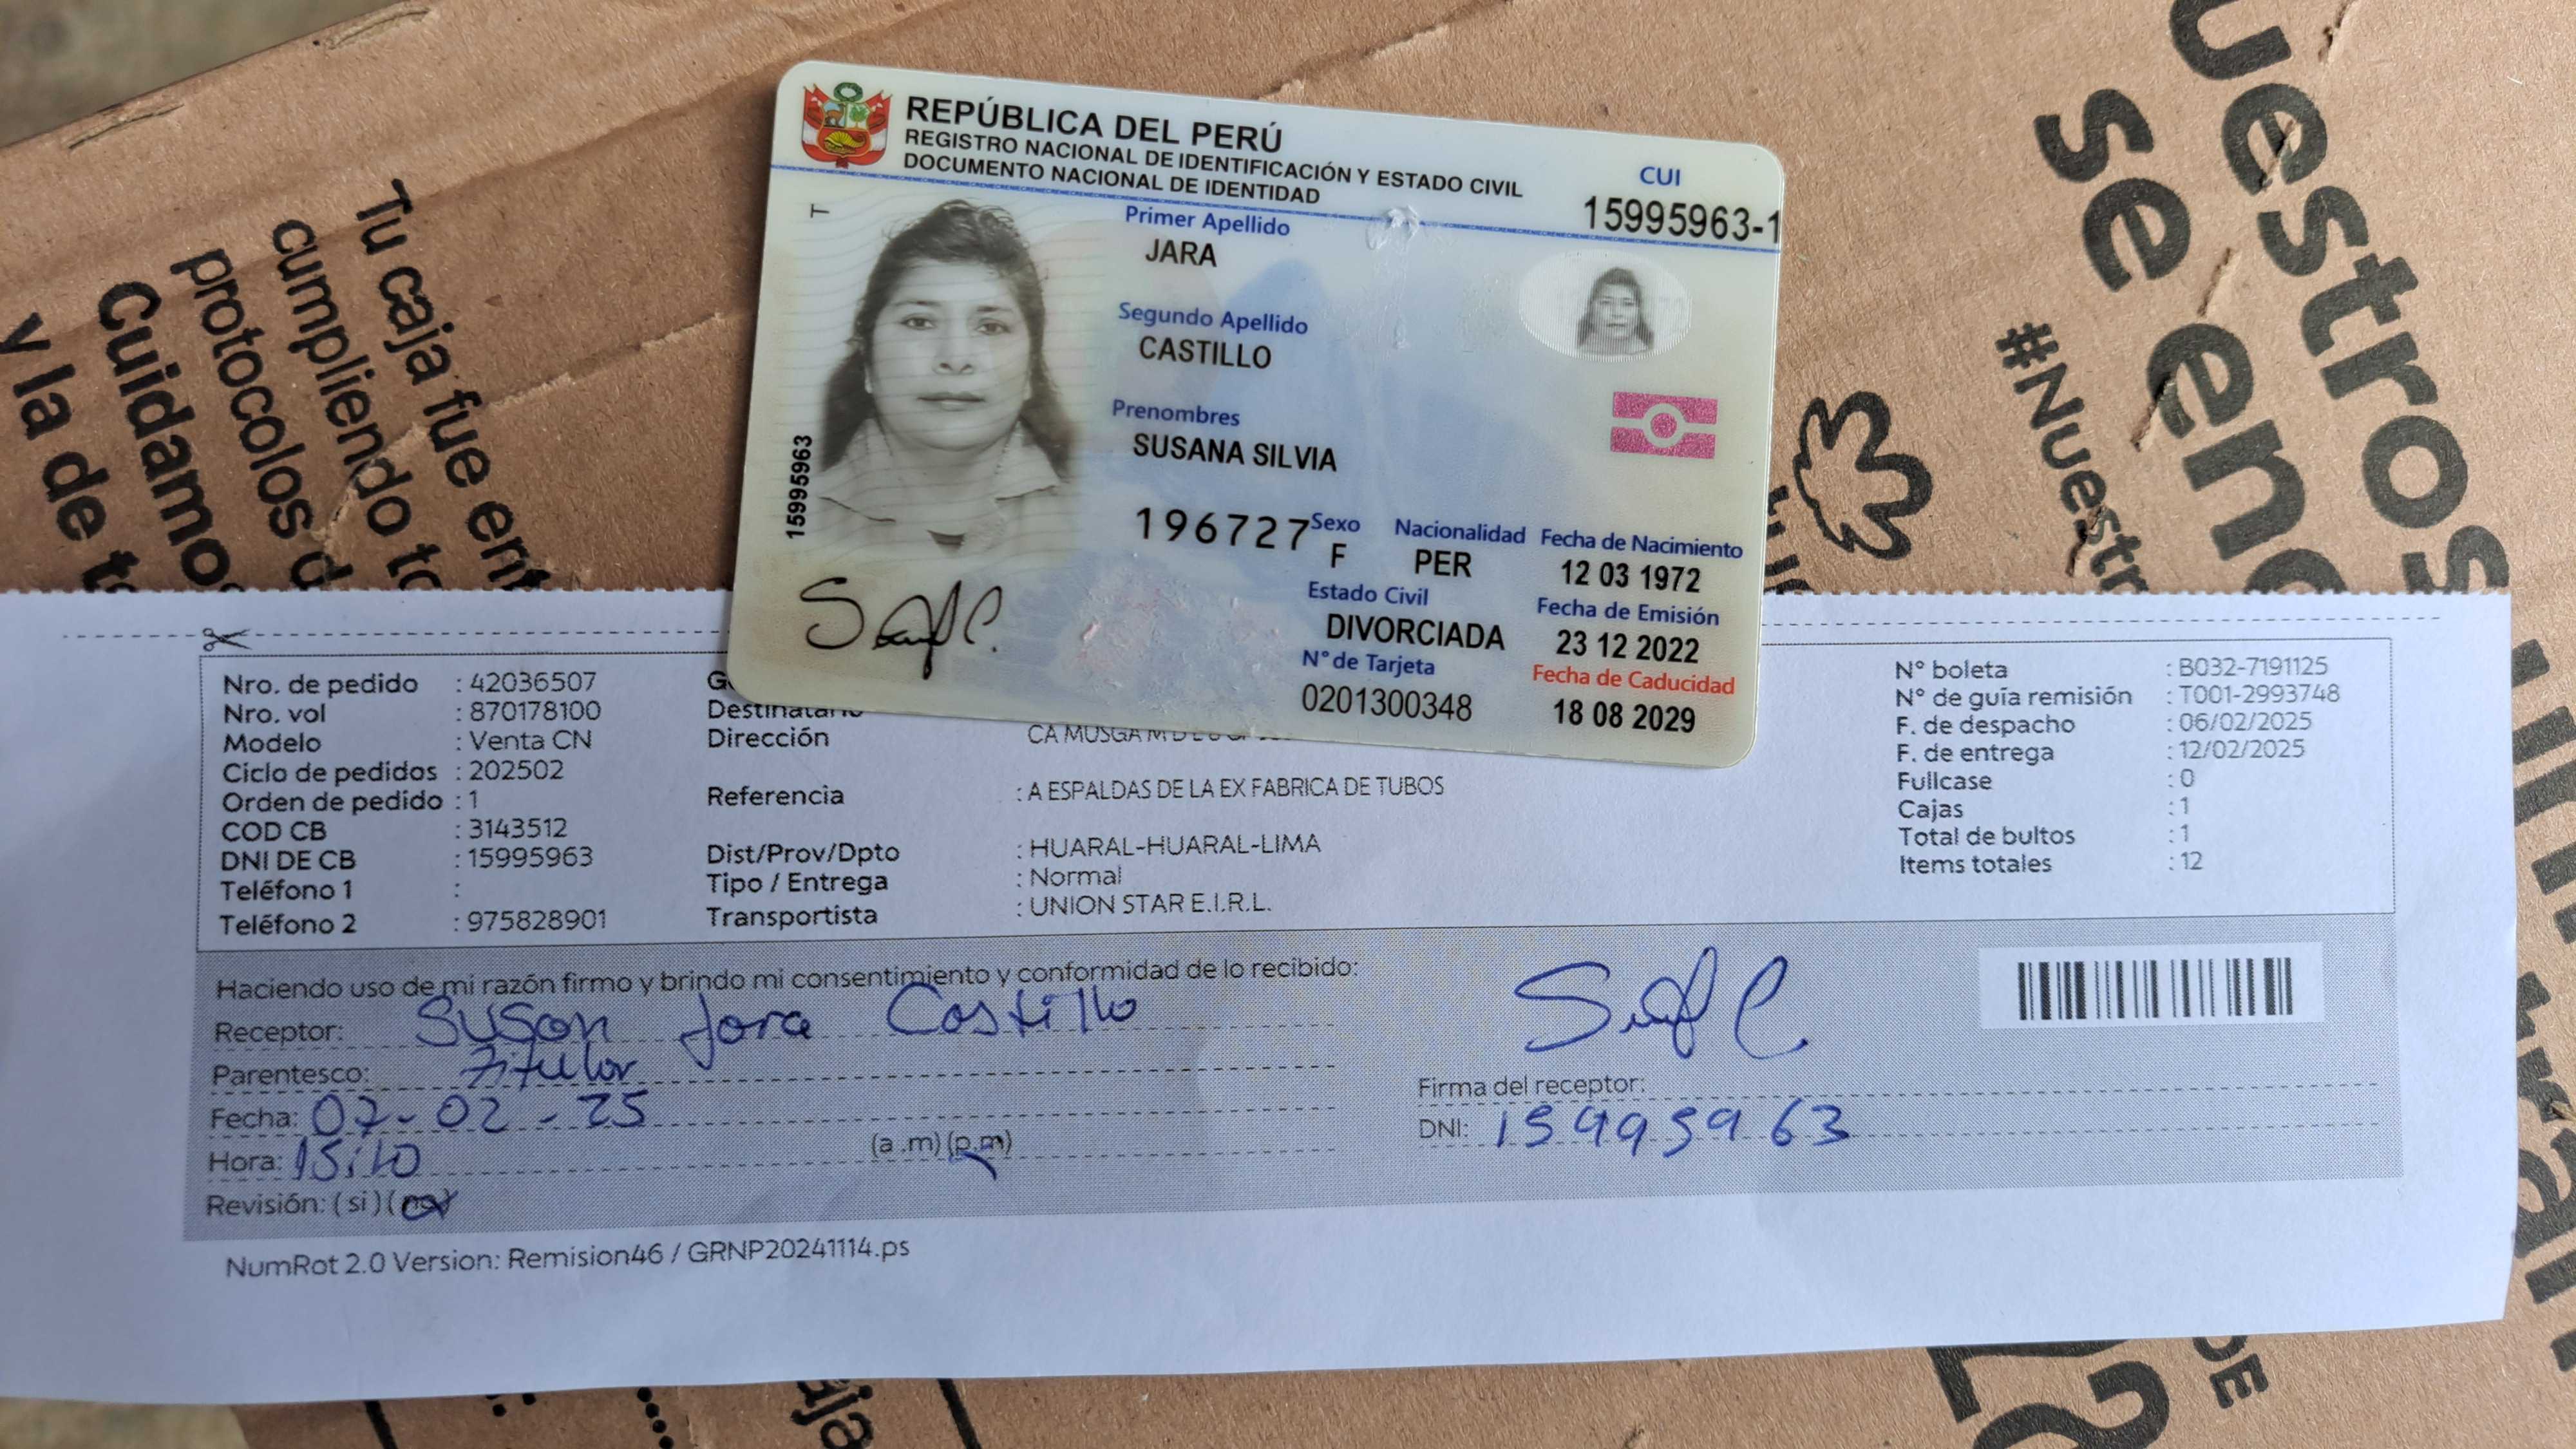 REPÚBLICA DEL PERÚ
REGISTRO NACIONAL DE IDENTIFICACIÓN Y ESTADO CIVIL
DOCUMENTO NACIONAL DE IDENTIDAD
CUI
15995963-1
T
Primer Apellido
JARA
Segundo Apellido
CASTILLO
Prenombres
SUSANA SILVIA
15995963
196727
Sexo
F
Nacionalidad
PER
Fecha de Nacimiento
12 03 1972
Estado Civil
DIVORCIADA
Fecha de Emisión
23 12 2022
N° de Tarjeta
0201300348
Fecha de Caducidad
18 08 2029
Nro. de pedido : 42036507
Nro. vol : 870178100
Modelo : Venta CN
Ciclo de pedidos : 202502
Orden de pedido : 1
COD CB : 3143512
DNI DE CB : 15995963
Teléfono 1 :
Teléfono 2 : 975828901
Destinatario
Dirección CA MUSGA
Referencia : A ESPALDAS DE LA EX FABRICA DE TUBOS
Dist/Prov/Dpto : HUARAL-HUARAL-LIMA
Tipo / Entrega : Normal
Transportista : UNION STAR E.I.R.L.
N° boleta : B032-7191125
N° de guía remisión : T001-2993748
F. de despacho : 06/02/2025
F. de entrega : 12/02/2025
Fullcase : 0
Cajas : 1
Total de bultos : 1
Items totales : 12
Haciendo uso de mi razón firmo y brindo mi consentimiento y conformidad de lo recibido:
Receptor: Suson Jara Castillo
Parentesco: Titular
Fecha: 07-02-25
Hora: 15:10 (a .m) (p.m)
Revisión: ( si ) ( no )
Firma del receptor:
DNI: 15995963
NumRot 2.0 Version: Remision46 / GRNP20241114.ps
Tu caja fue
cumpliendo
protocolos
Cuidamos
y la de
uestros
se en